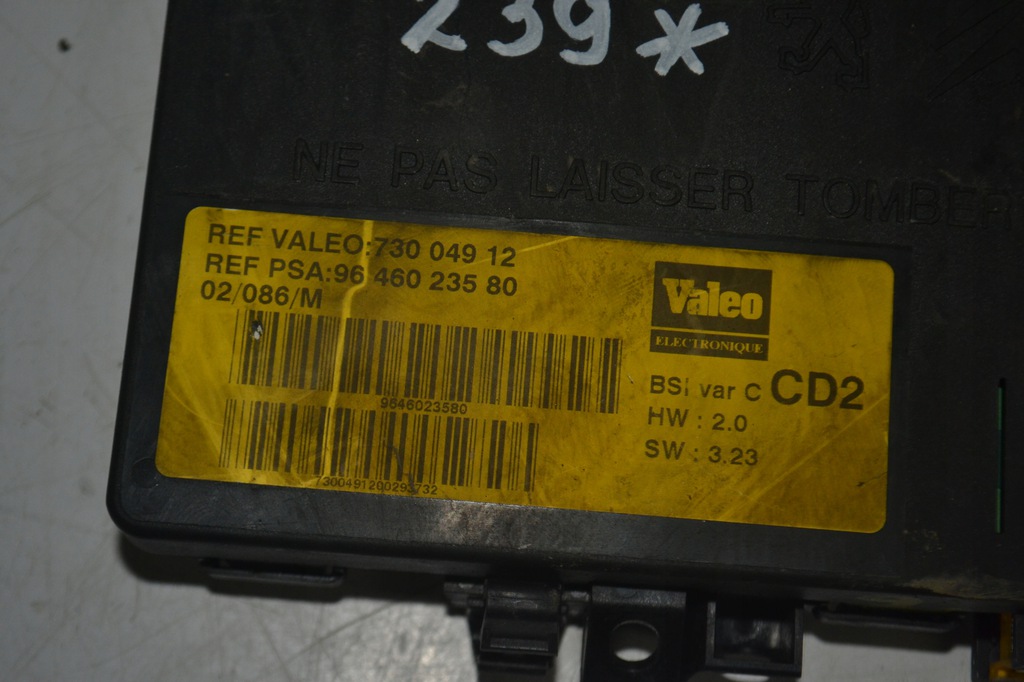 239*
NE PAS LAISSER TOMBER
REF VALEO:730 049 12
REF PSA:96 460 235 80
02/086/M
9646023580
7300491200293732
Valeo
ELECTRONIQUE
BSI var C CD2
HW : 2.0
SW : 3.23